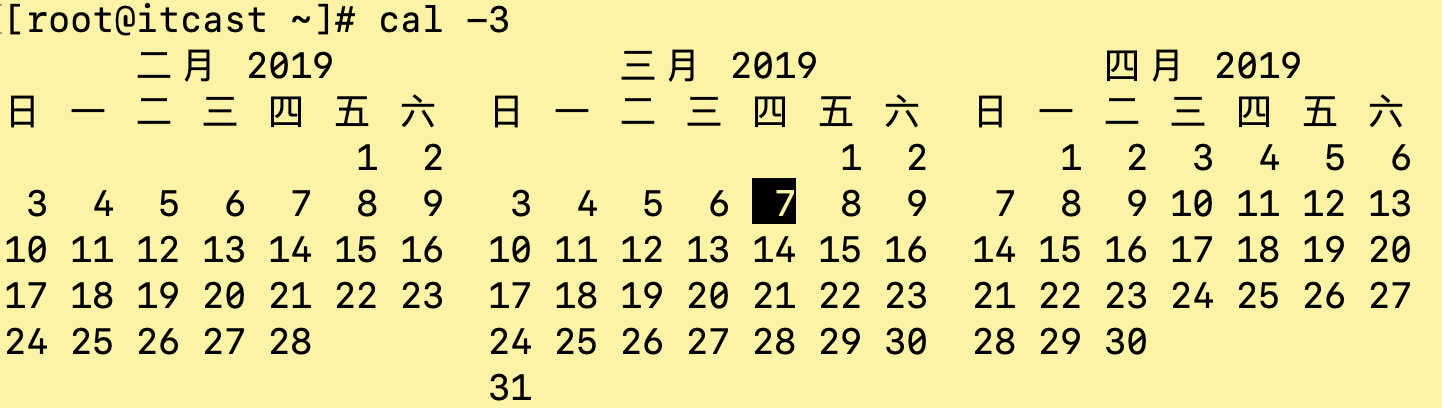 [root@itcast ~]# cal -3
二月 2019 三月 2019 四月 2019
日 一 二 三 四 五 六 日 一 二 三 四 五 六 日 一 二 三 四 五 六
1 2 1 2 1 2 3 4 5 6
3 4 5 6 7 8 9 3 4 5 6 7 8 9 7 8 9 10 11 12 13
10 11 12 13 14 15 16 10 11 12 13 14 15 16 14 15 16 17 18 19 20
17 18 19 20 21 22 23 17 18 19 20 21 22 23 21 22 23 24 25 26 27
24 25 26 27 28 24 25 26 27 28 29 30 28 29 30
31